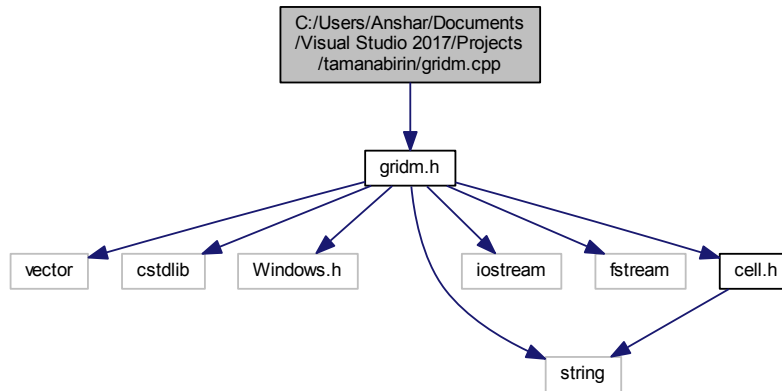 C:/Users/Anshar/Documents
/Visual Studio 2017/Projects
/tamanabirin/gridm.cpp
gridm.h
vector
cstdlib
Windows.h
iostream
fstream
cell.h
string